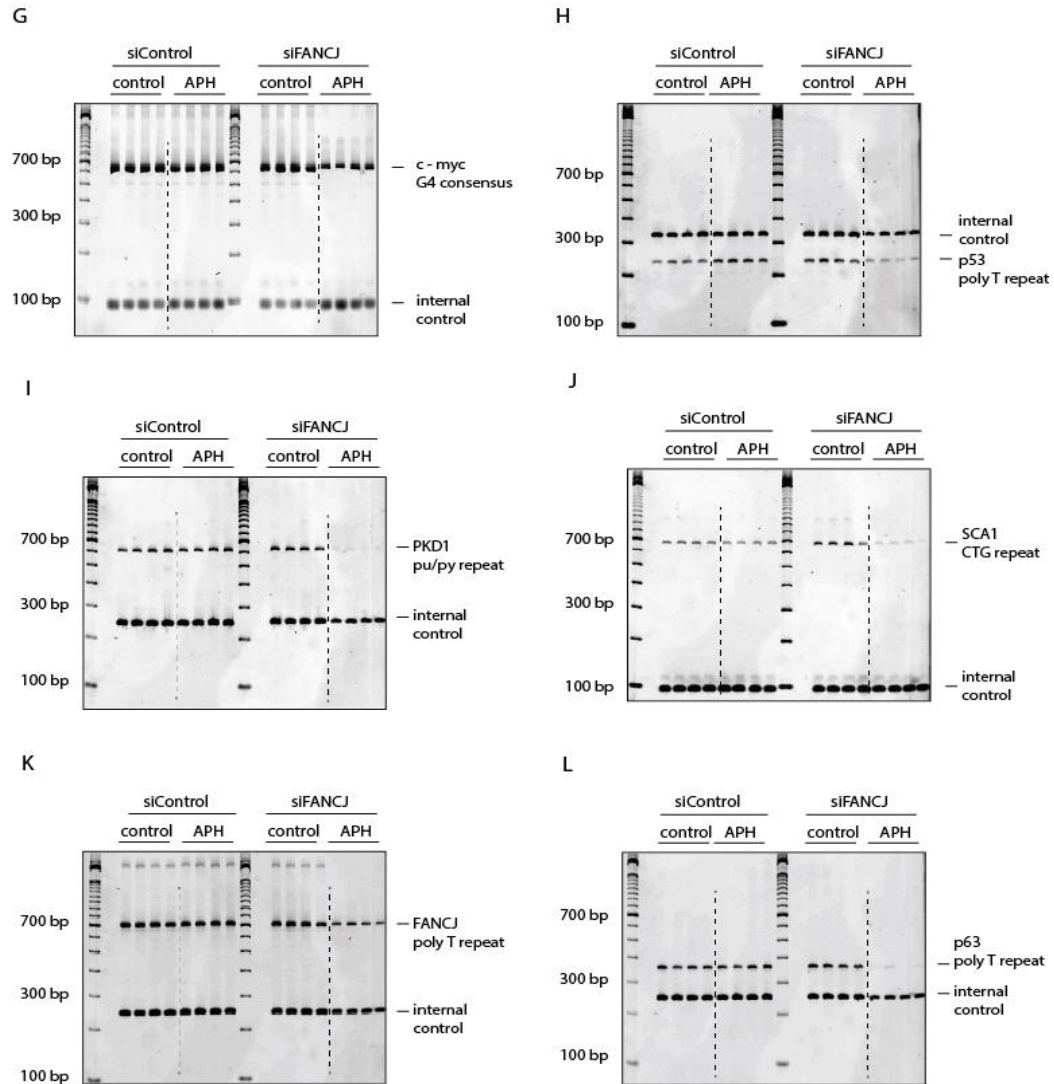 G
siControl siFANCJ
control APH control APH
700 bp
300 bp
100 bp
c - myc
G4 consensus
internal
control
H
siControl siFANCJ
control APH control APH
700 bp
300 bp
100 bp
internal
control
p53
poly T repeat
I
siControl siFANCJ
control APH control APH
700 bp
300 bp
100 bp
PKD1
pu/py repeat
internal
control
J
siControl siFANCJ
control APH control APH
700 bp
300 bp
100 bp
SCA1
CTG repeat
internal
control
K
siControl siFANCJ
control APH control APH
700 bp
300 bp
100 bp
FANCJ
poly T repeat
internal
control
L
siControl siFANCJ
control APH control APH
700 bp
300 bp
100 bp
p63
poly T repeat
internal
control